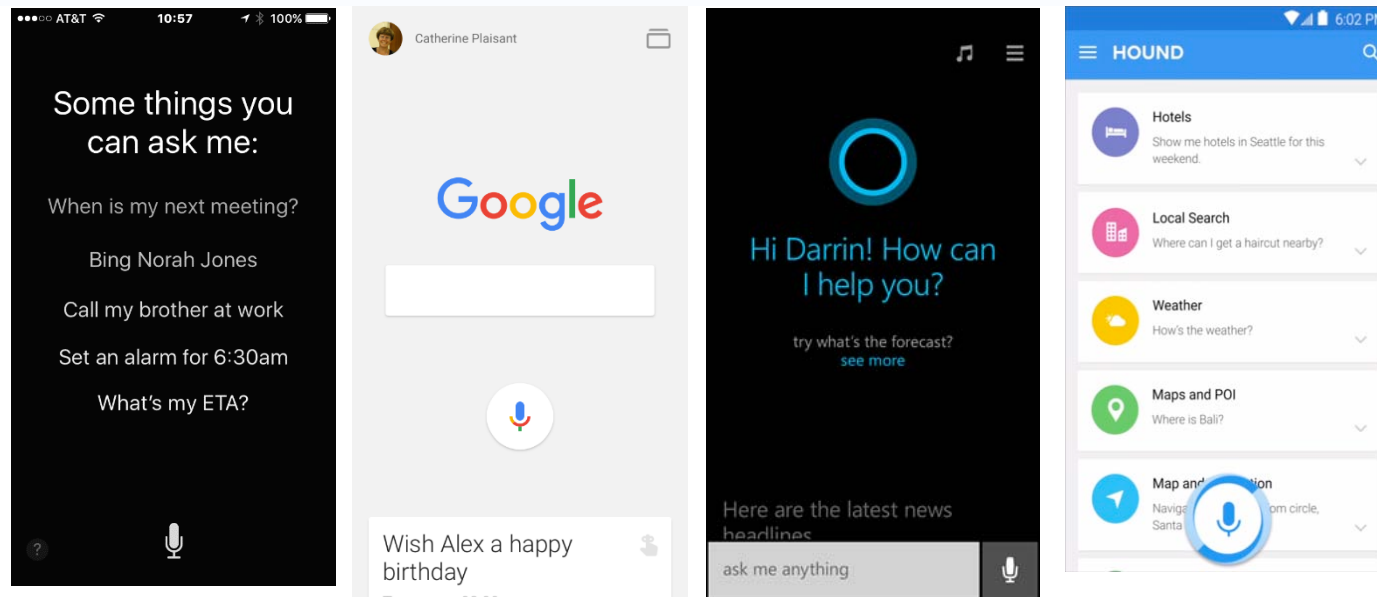 AT&T 10:57 100%
Some things you
can ask me:
When is my next meeting?
Bing Norah Jones
Call my brother at work
Set an alarm for 6:30am
What's my ETA?
?
Catherine Plaisant
Google
Wish Alex a happy
birthday
Hi Darrin! How can
I help you?
try what's the forecast?
see more
Here are the latest news
headlines
ask me anything
6:02 PM
HOUND
Hotels
Show me hotels in Seattle for this
weekend.
Local Search
Where can I get a haircut nearby?
Weather
How's the weather?
Maps and POI
Where is Bali?
Map and
circle,
Santa